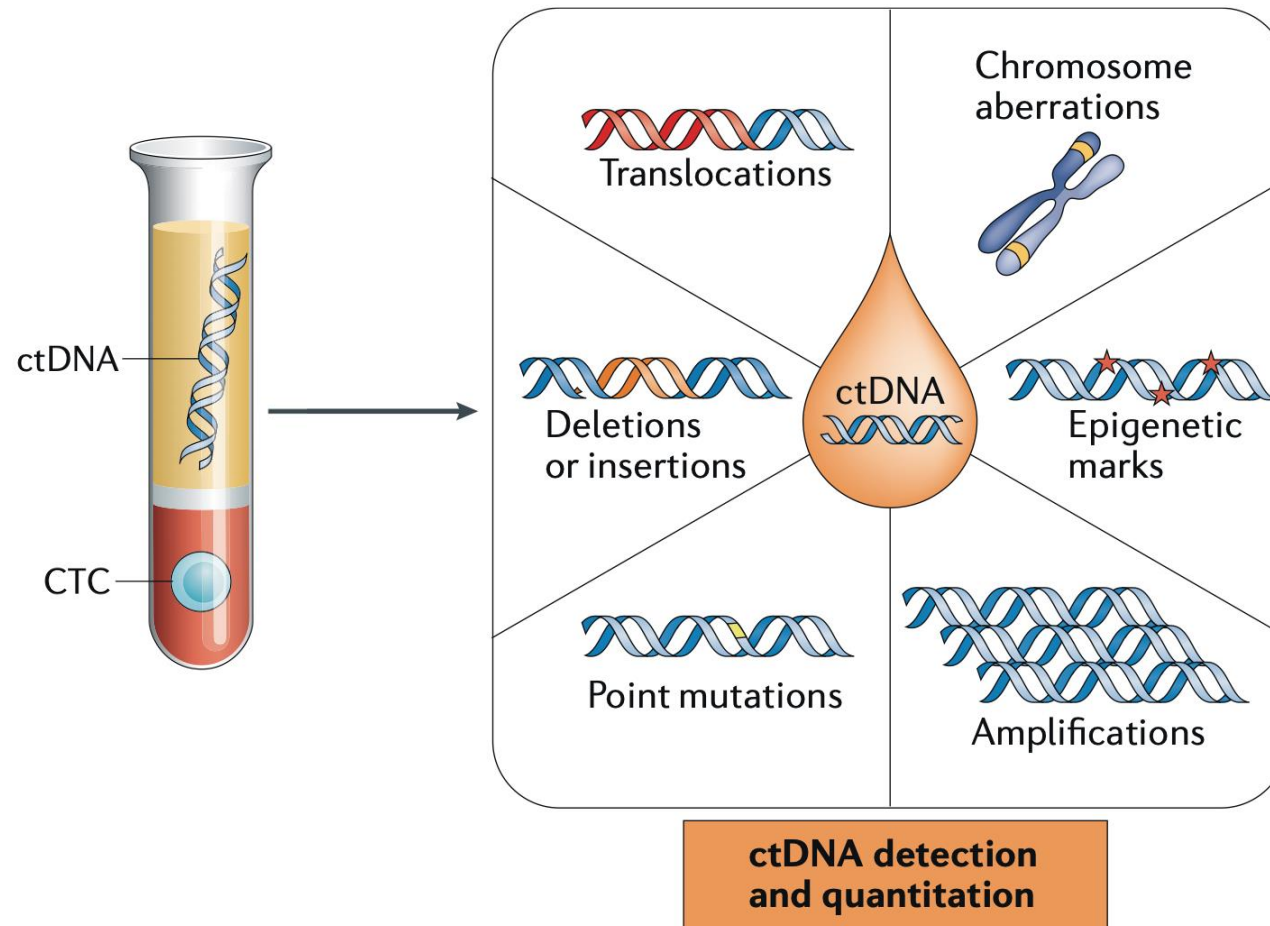 ctDNA
CTC
Translocations
Chromosome
aberrations
Deletions
or insertions
ctDNA
Epigenetic
marks
Point mutations
Amplifications
ctDNA detection
and quantitation